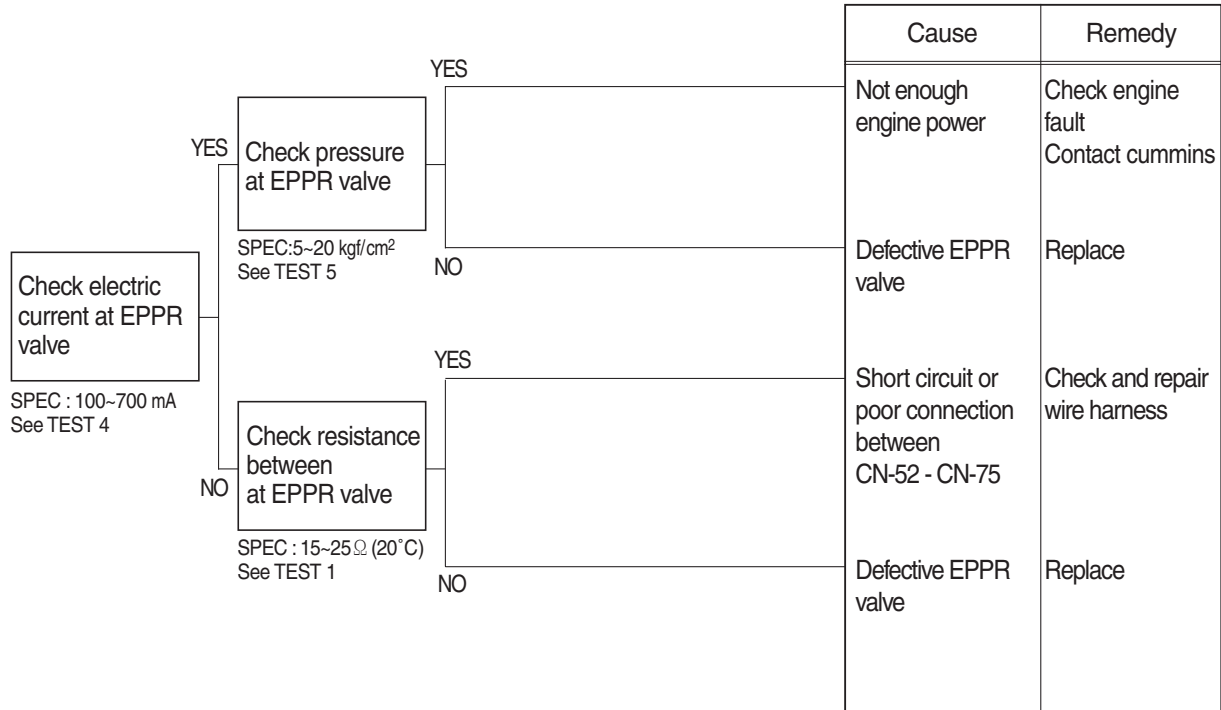 Cause
Remedy
YES
Not enough
engine power
Check engine
fault
Contact cummins
YES
Check pressure
at EPPR valve
SPEC:5~20 kgf/cm²
See TEST 5
NO
Defective EPPR
valve
Replace
Check electric
current at EPPR
valve
SPEC : 100~700 mA
See TEST 4
YES
Short circuit or
poor connection
between
CN-52 - CN-75
Check and repair
wire harness
NO
Check resistance
between
at EPPR valve
SPEC : 15~25Ω (20˚C)
See TEST 1
NO
Defective EPPR
valve
Replace